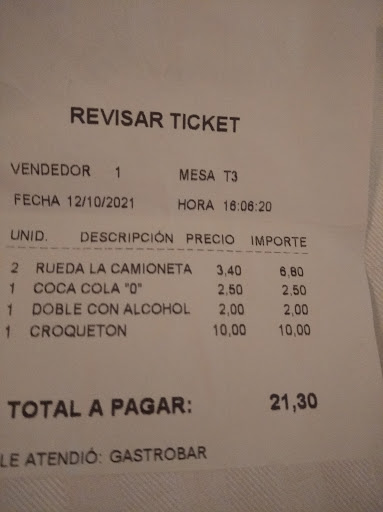 REVISAR TICKET
VENDEDOR 1 MESA T3
FECHA 12/10/2021 HORA 16:06:20
UNID. DESCRIPCIÓN PRECIO IMPORTE
2 RUEDA LA CAMIONETA 3,40 6,80
1 COCA COLA "0" 2,50 2,50
1 DOBLE CON ALCOHOL 2,00 2,00
1 CROQUETON 10,00 10,00
TOTAL A PAGAR: 21,30
LE ATENDIÓ: GASTROBAR